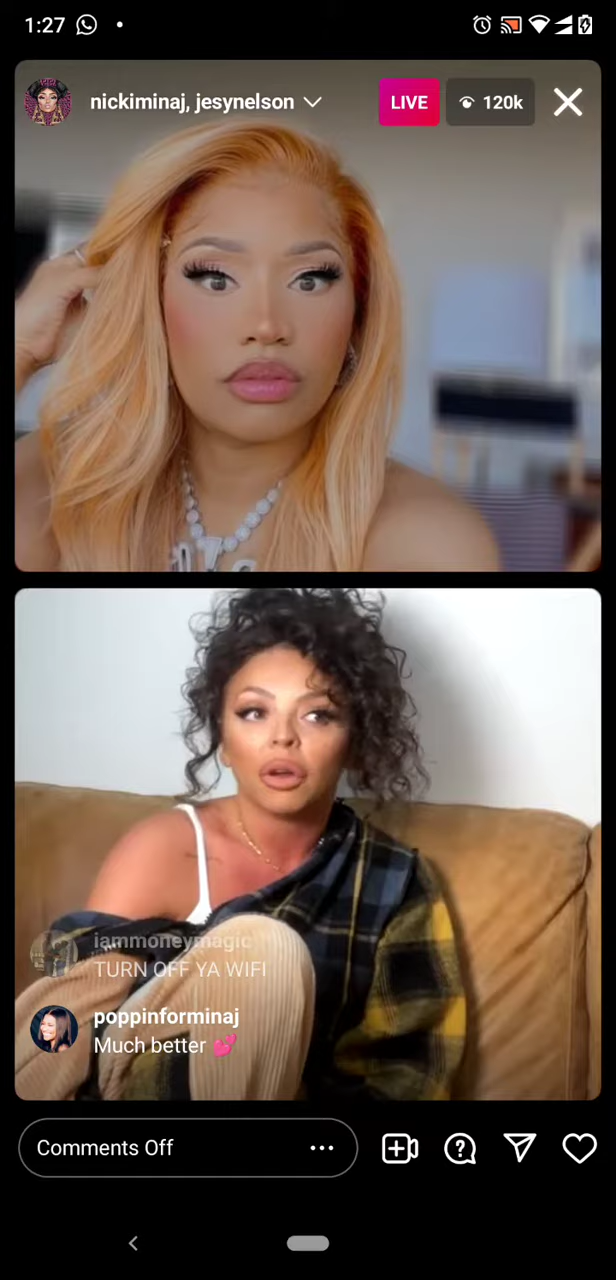 1:27
nickiminaj, jesynelson
LIVE
120k
iammoneymagic
TURN OFF YA WIFI
poppinforminaj
Much better 💕
Comments Off